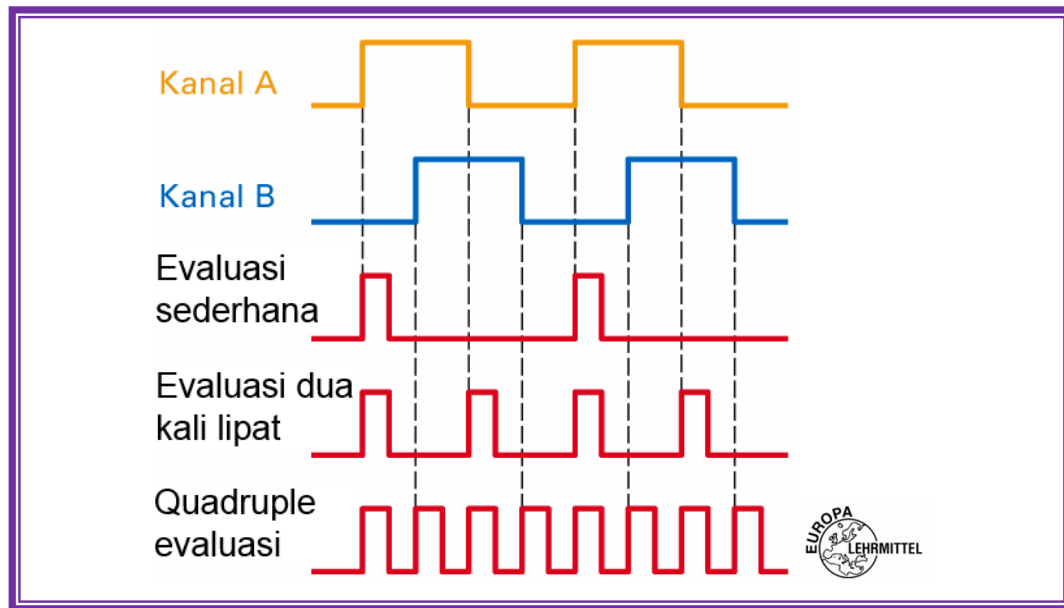 Kanal A
Kanal B
Evaluasi
sederhana
Evaluasi dua
kali lipat
Quadruple
evaluasi
EUROPA
LEHRMITTEL